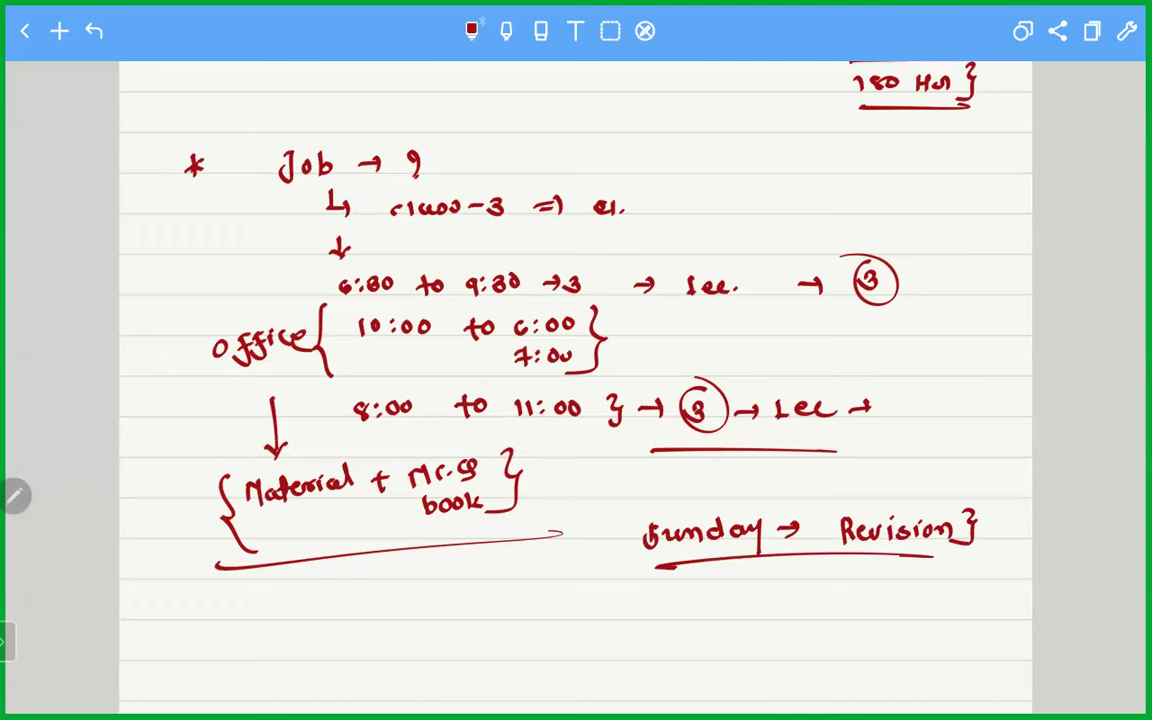 180 Hrs}
* Job → ?
↳ class-3 ⇒
6:30 to 9:30 → 3 → Lec. → 3
Office { 10:00 to 6:00 }
7:00
8:00 to 11:00 } → 3 → Lec →
{ Material + Mcq }
book
Sunday → Revision }